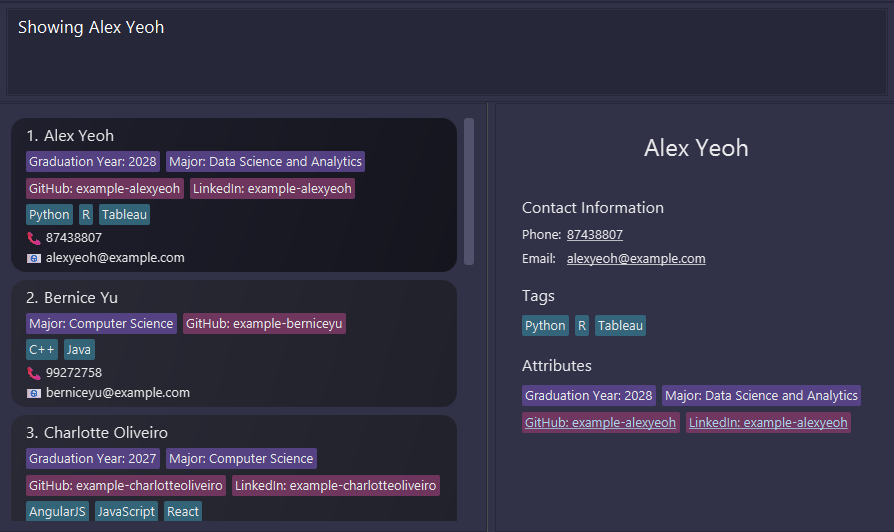 Showing Alex Yeoh
1. Alex Yeoh
Graduation Year: 2028 Major: Data Science and Analytics
GitHub: example-alexyeoh LinkedIn: example-alexyeoh
Python R Tableau
87438807
alexyeoh@example.com
2. Bernice Yu
Major: Computer Science GitHub: example-berniceyu
C++ Java
99272758
berniceyu@example.com
3. Charlotte Oliveiro
Graduation Year: 2027 Major: Computer Science
GitHub: example-charlotteoliveiro LinkedIn: example-charlotteoliveiro
AngularJS JavaScript React
Alex Yeoh
Contact Information
Phone: 87438807
Email: alexyeoh@example.com
Tags
Python R Tableau
Attributes
Graduation Year: 2028 Major: Data Science and Analytics
GitHub: example-alexyeoh LinkedIn: example-alexyeoh